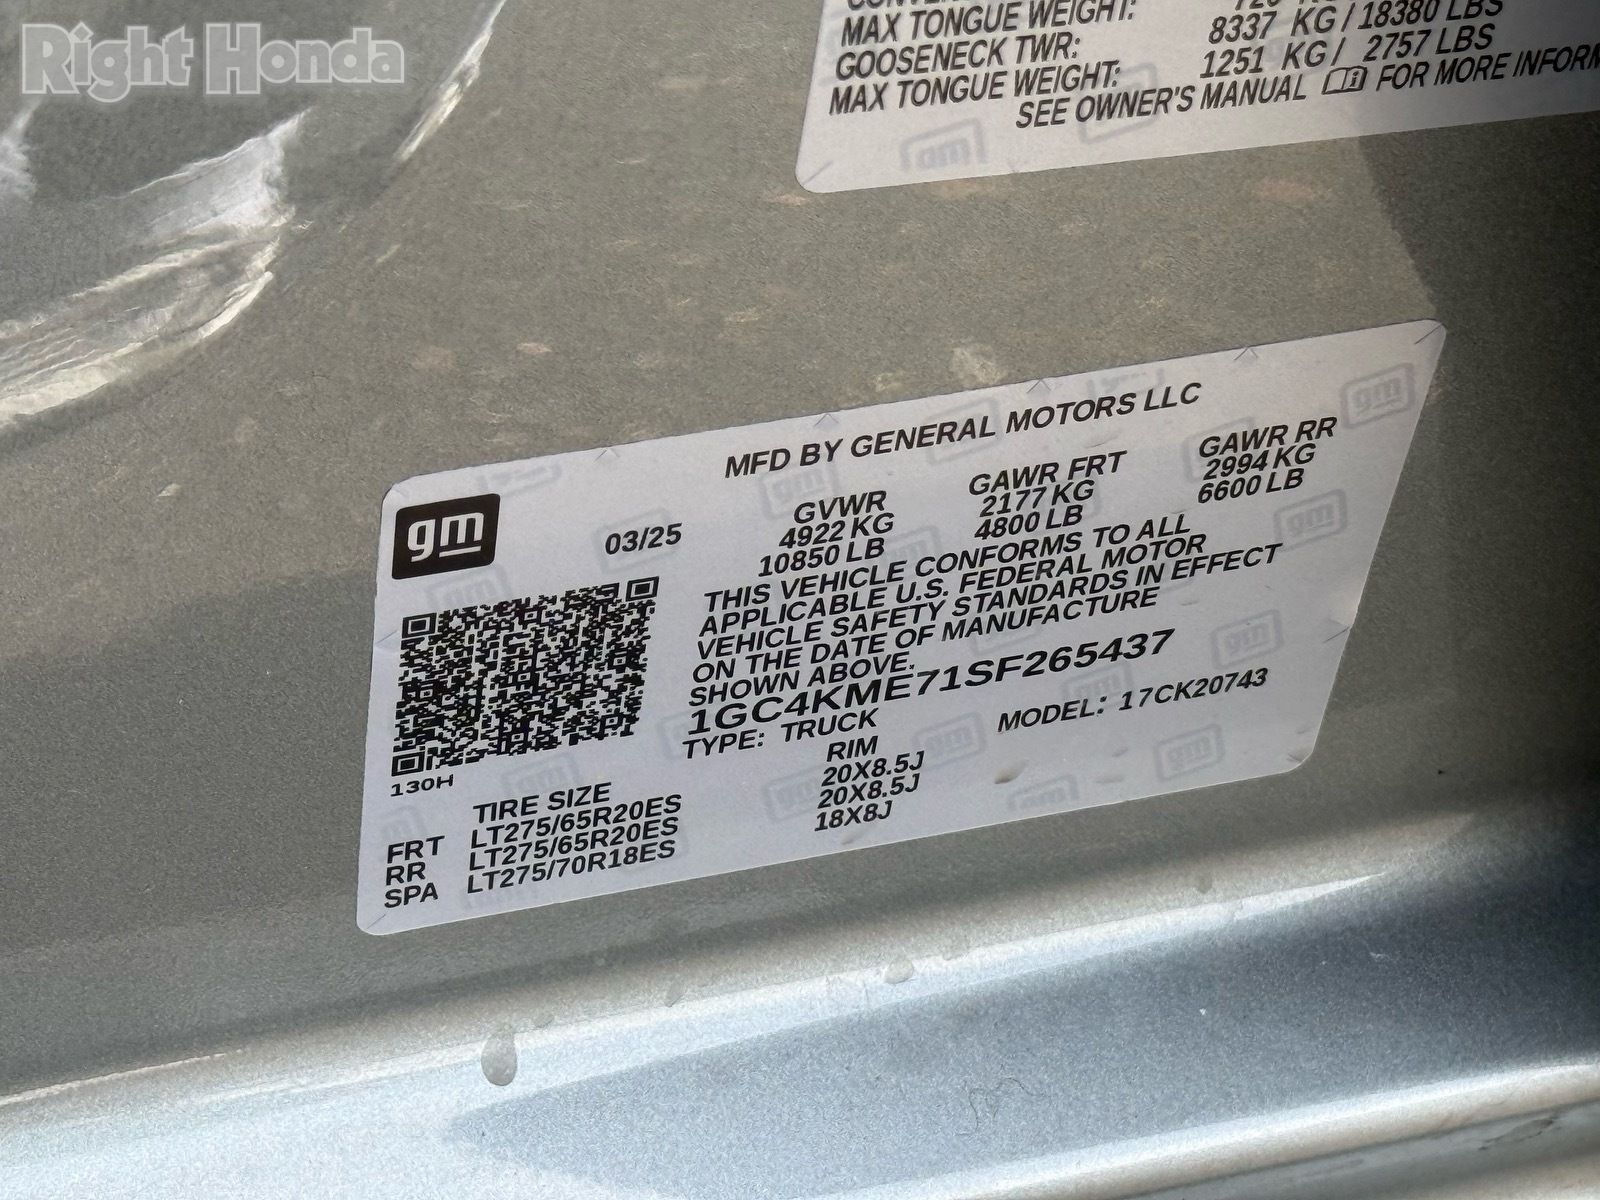 Right Honda
MAX TONGUE WEIGHT:
GOOSENECK TWR: 8337 KG/18380 LBS
MAX TONGUE WEIGHT: 1251 KG/ 2757 LBS
SEE OWNER'S MANUAL FOR MORE
gm
MFD BY GENERAL MOTORS LLC
gm
03/25
GVWR GAWR FRT GAWR RR
4922 KG 2177 KG 2994 KG
10850 LB 4800 LB 6600 LB
THIS VEHICLE CONFORMS TO ALL
APPLICABLE U.S. FEDERAL MOTOR
VEHICLE SAFETY STANDARDS IN EFFECT
ON THE DATE OF MANUFACTURE
SHOWN ABOVE.
1GC4KME71SF265437
TYPE: TRUCK MODEL: 17CK20743
130H
TIRE SIZE RIM
FRT LT275/65R20ES 20X8.5J
RR LT275/65R20ES 20X8.5J
SPA LT275/70R18ES 18X8J